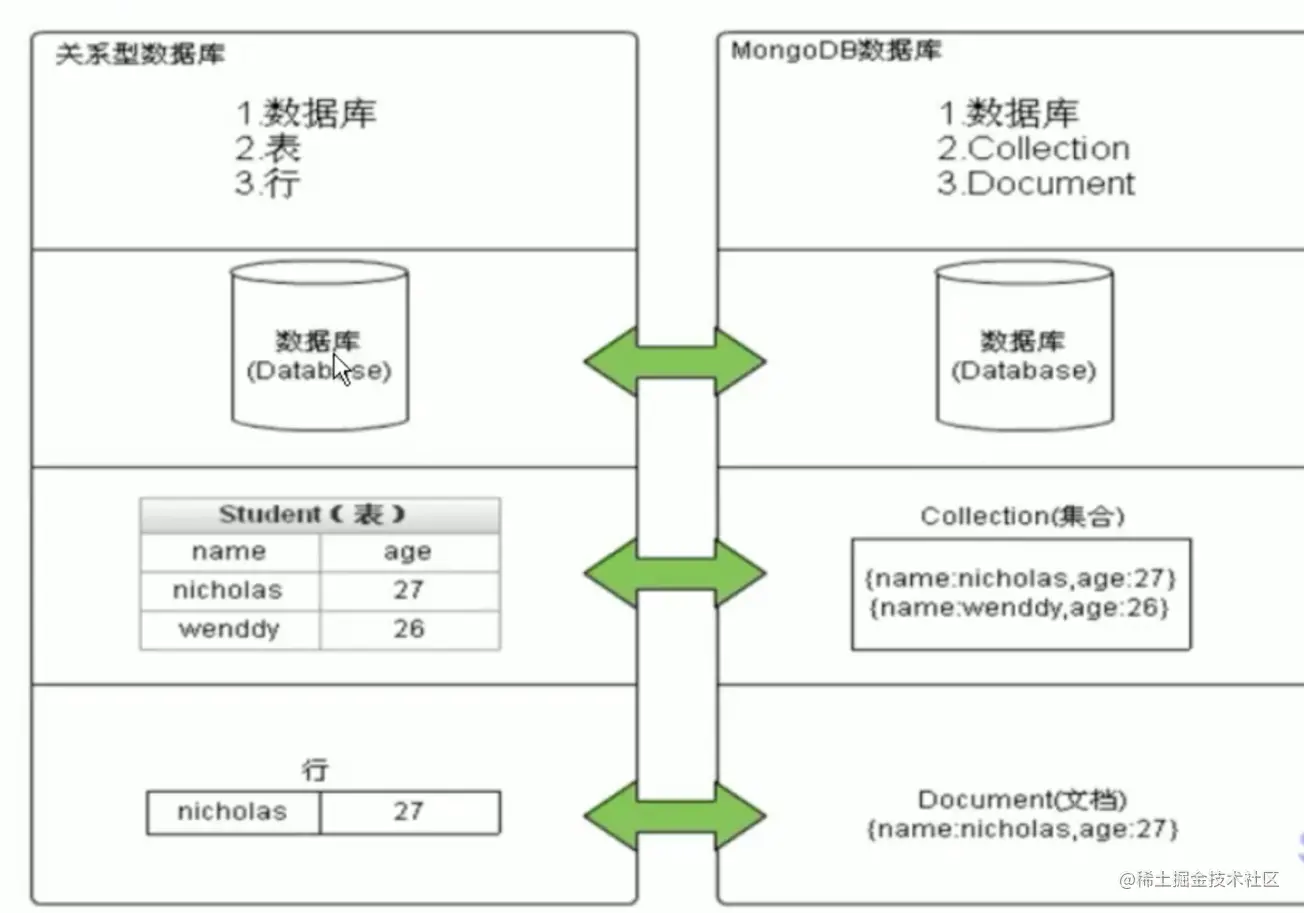 关系型数据库
1.数据库
2.表
3.行
数据库
(Database)
Student（表）
name age
nicholas 27
wenddy 26
行
nicholas 27
MongoDB数据库
1.数据库
2.Collection
3.Document
数据库
(Database)
Collection(集合)
{name:nicholas,age:27}
{name:wenddy,age:26}
Document(文档)
{name:nicholas,age:27}
@稀土掘金技术社区